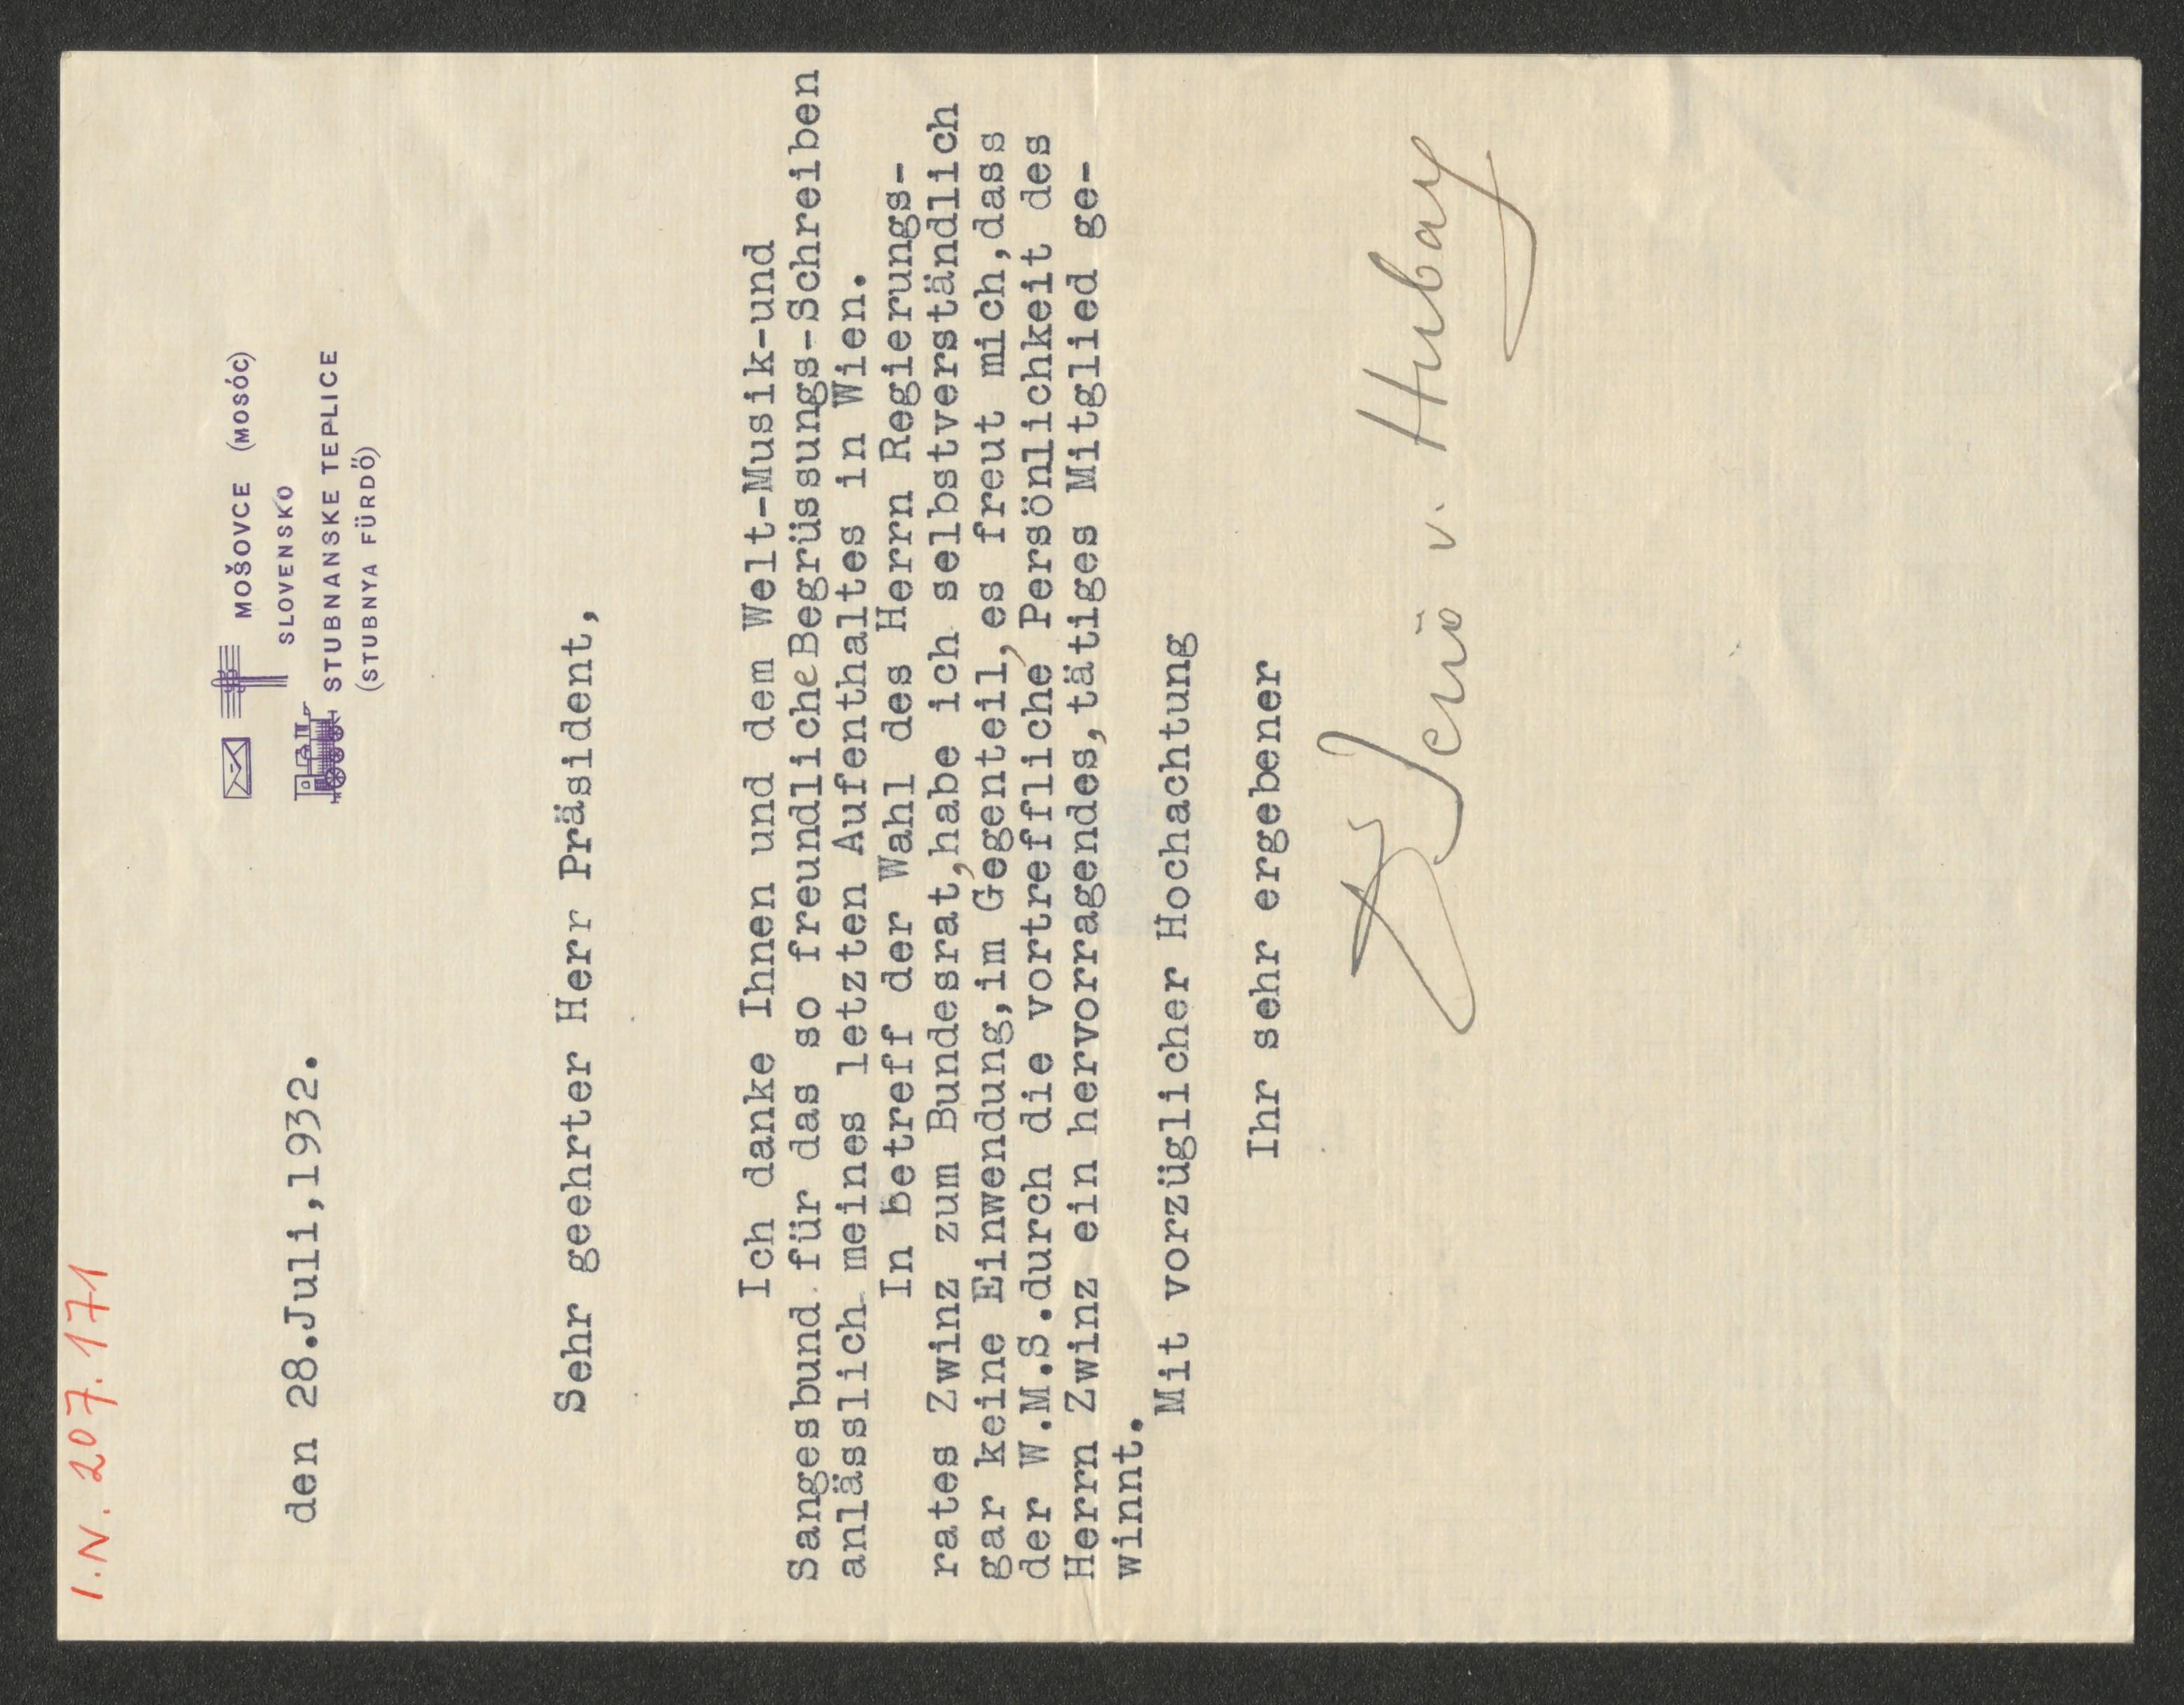 I.N. 207.171
MOŠOVCE (MOSÓC)
SLOVENSKO
STUBNANSKE TEPLICE
(STUBNYA FÜRDŐ)
den 28.Juli,1932.
Sehr geehrter Herr Präsident,
Ich danke Ihnen und dem Welt-Musik-und
Sangesbund für das so freundliche Begrüssungs-Schreiben
anlässlich meines letzten Aufenthaltes in Wien.
In betreff der Wahl des Herrn Regierungs-
rates Zwinz zum Bundesrat,habe ich selbstverständlich
gar keine Einwendung,im Gegenteil,es freut mich,dass
der W.M.S.durch die vortreffliche Persönlichkeit des
Herrn Zwinz ein hervorragendes,tätiges Mitglied ge-
winnt.
Mit vorzüglicher Hochachtung
Ihr sehr ergebener
Jenö v. Hubay